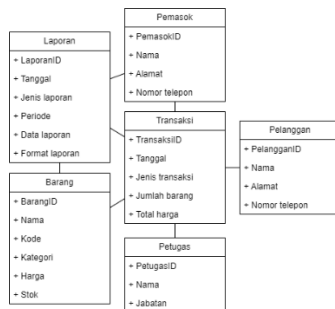 Pemasok
+ PemasokID
+ Nama
+ Alamat
+ Nomor telepon
Laporan
+ LaporanID
+ Tanggal
+ Jenis laporan
+ Periode
+ Data laporan
+ Format laporan
Transaksi
+ TransaksiID
+ Tanggal
+ Jenis transaksi
+ Jumlah barang
+ Total harga
Pelanggan
+ PelangganID
+ Nama
+ Alamat
+ Nomor telepon
Barang
+ BarangID
+ Nama
+ Kode
+ Kategori
+ Harga
+ Stok
Petugas
+ PetugasID
+ Nama
+ Jabatan